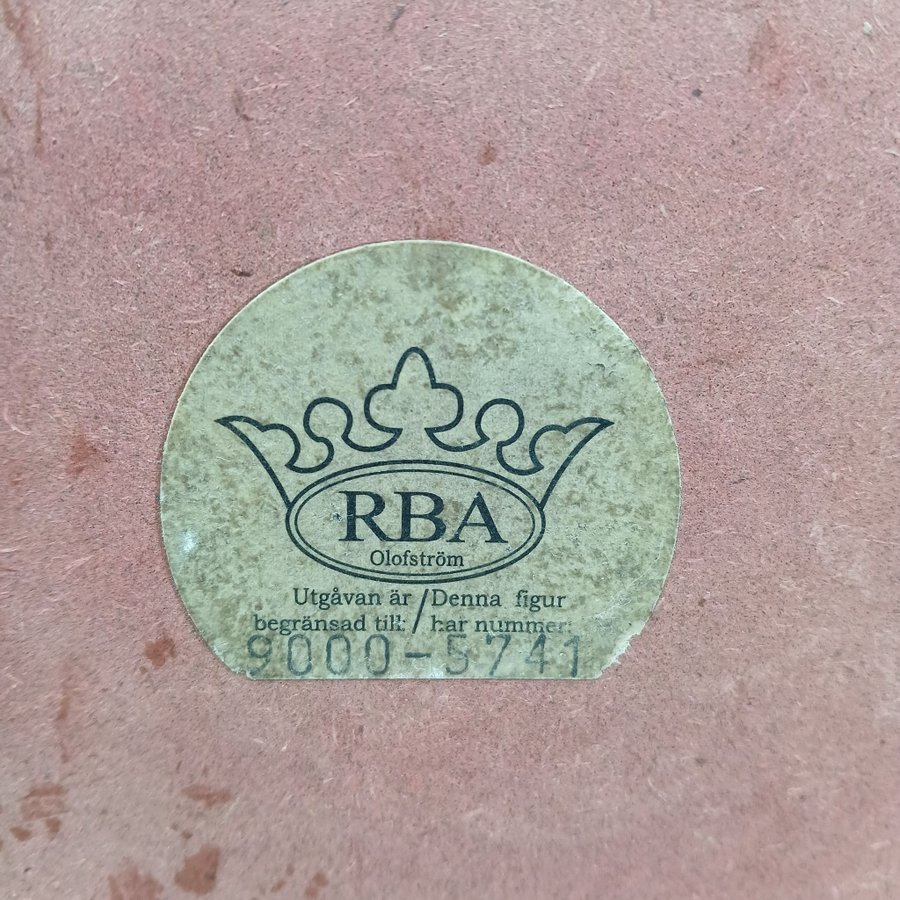 RBA
Olofström
Utgåvan är / Denna figur
begränsad till: / har nummer:
9000-5741